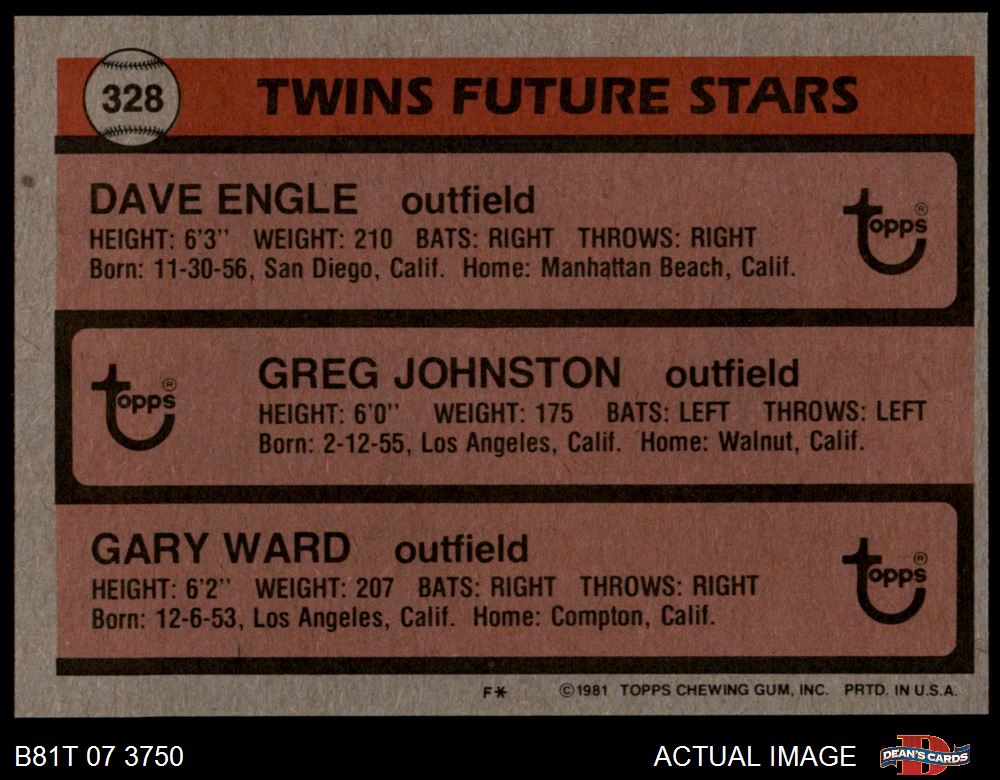 328 TWINS FUTURE STARS
DAVE ENGLE outfield
HEIGHT: 6'3" WEIGHT: 210 BATS: RIGHT THROWS: RIGHT
Born: 11-30-56, San Diego, Calif. Home: Manhattan Beach, Calif.
topps®
GREG JOHNSTON outfield
HEIGHT: 6'0" WEIGHT: 175 BATS: LEFT THROWS: LEFT
Born: 2-12-55, Los Angeles, Calif. Home: Walnut, Calif.
topps®
GARY WARD outfield
HEIGHT: 6'2" WEIGHT: 207 BATS: RIGHT THROWS: RIGHT
Born: 12-6-53, Los Angeles, Calif. Home: Compton, Calif.
topps®
F* ©1981 TOPPS CHEWING GUM, INC. PRTD. IN U.S.A.
B81T 07 3750 ACTUAL IMAGE D DEAN'S CARDS